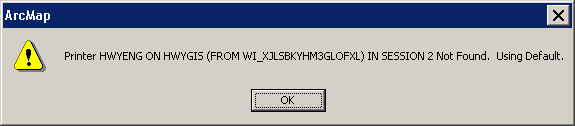 ArcMap
Printer HWYENG ON HWYGIS (FROM WI_XJLSBKYHM3GLOFXL) IN SESSION 2 Not Found.  Using Default.
OK